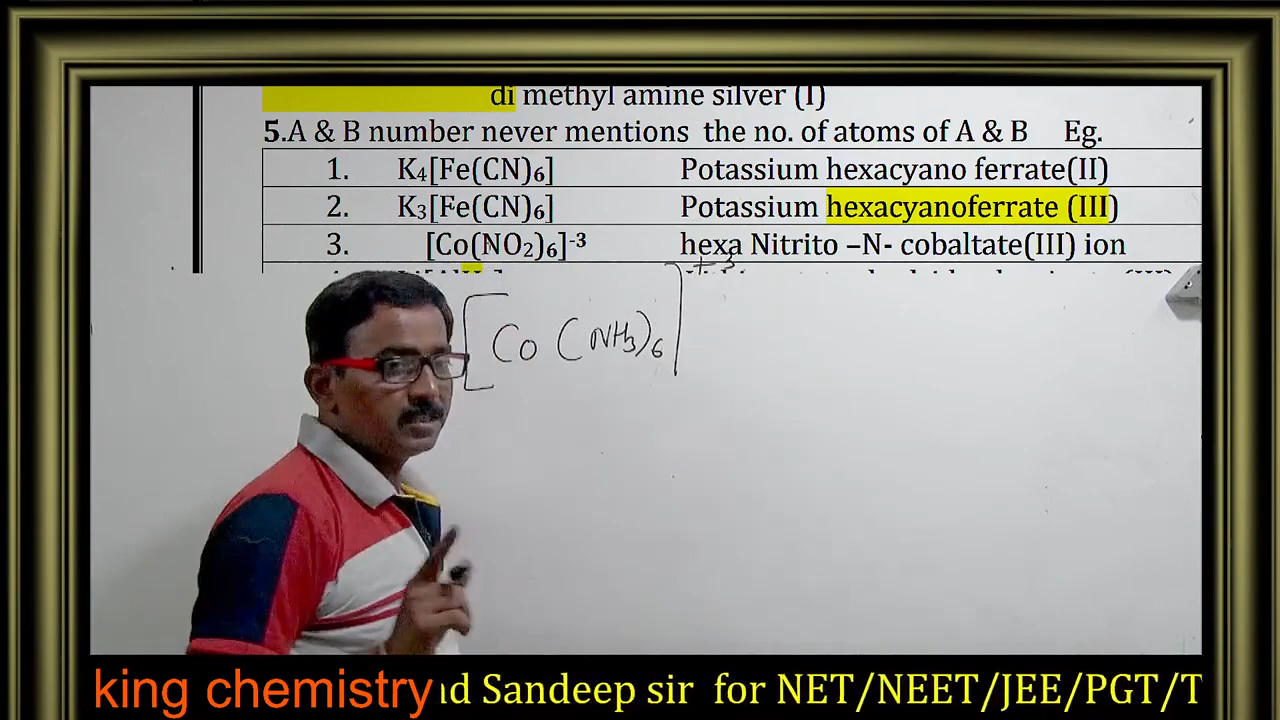 di methyl amine silver (I)
5.A & B number never mentions the no. of atoms of A & B Eg.
1. K₄[Fe(CN)₆] Potassium hexacyano ferrate(II)
2. K₃[Fe(CN)₆] Potassium hexacyanoferrate (III)
3. [Co(NO₂)₆]⁻³ hexa Nitrito –N- cobaltate(III) ion
[Co (NH₃)₆]⁺³
king chemistry
Sandeep sir for NET/NEET/JEE/PGT/T